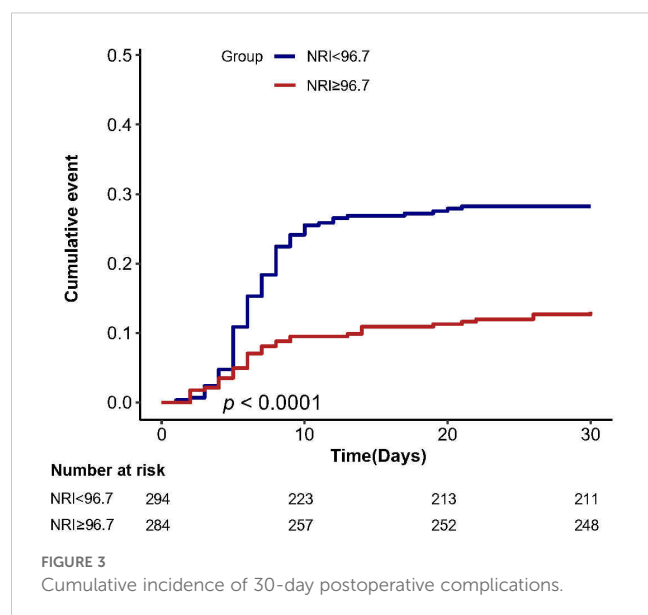 Group
NRI<96.7
NRI≥96.7
0.5
0.4
0.3
0.2
0.1
0.0
Cumulative event
p < 0.0001
0 10 20 30
Time(Days)
Number at risk
NRI<96.7 294 223 213 211
NRI≥96.7 284 257 252 248
FIGURE 3
Cumulative incidence of 30-day postoperative complications.